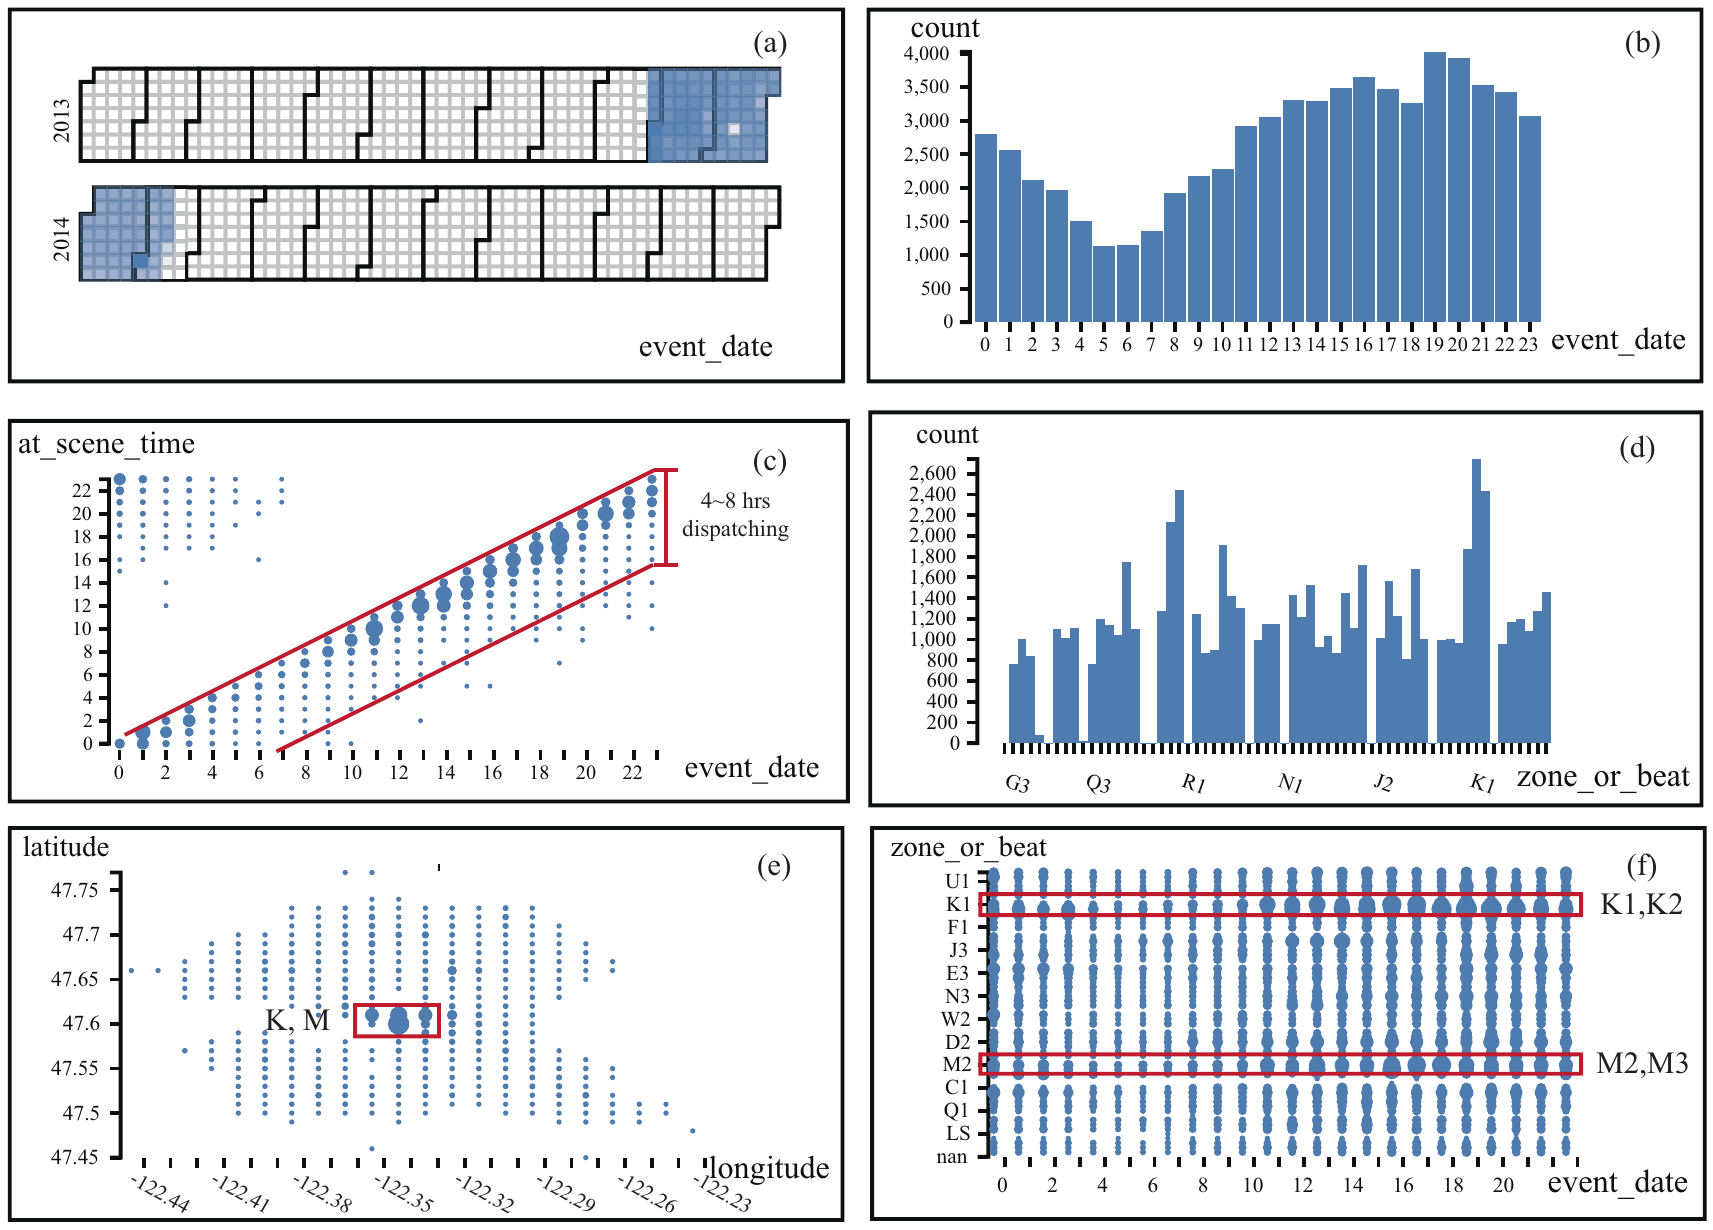 (a)
2013
2014
event_date
count
(b)
4,000
3,500
3,000
2,500
2,000
1,500
1,000
500
0
0 1 2 3 4 5 6 7 8 9 10 11 12 13 14 15 16 17 18 19 20 21 22 23
event_date
at_scene_time
(c)
22
20
18
16
14
12
10
8
6
4
2
0
4~8 hrs
dispatching
0 2 4 6 8 10 12 14 16 18 20 22
event_date
count
(d)
2,600
2,400
2,200
2,000
1,800
1,600
1,400
1,200
1,000
800
600
400
200
0
G3 Q3 R1 N1 J2 K1
zone_or_beat
latitude
(e)
47.75
47.7
47.65
47.6
47.55
47.5
47.45
K, M
longitude
-122.44 -122.41 -122.38 -122.35 -122.32 -122.29 -122.26 -122.23
zone_or_beat
(f)
U1
K1
F1
J3
E3
N3
W2
D2
M2
C1
Q1
LS
nan
K1,K2
M2,M3
0 2 4 6 8 10 12 14 16 18 20
event_date